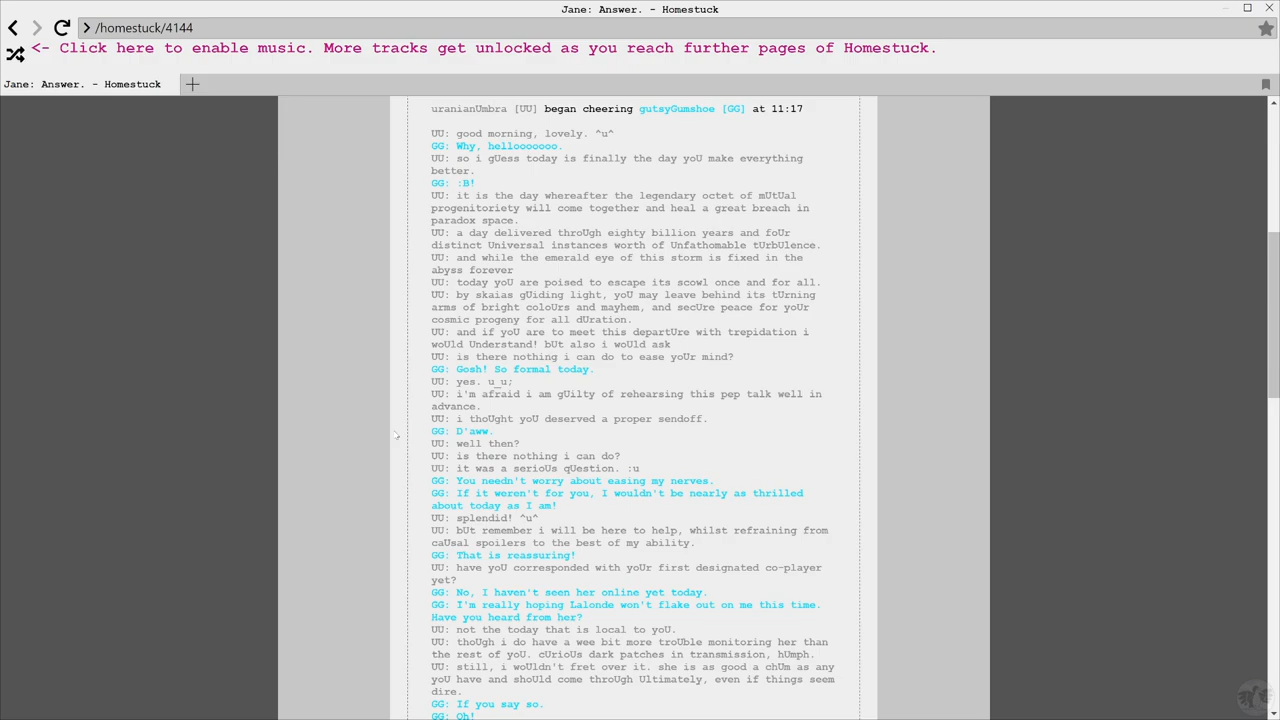 Jane: Answer. - Homestuck
/homestuck/4144
<- Click here to enable music. More tracks get unlocked as you reach further pages of Homestuck.
Jane: Answer. - Homestuck
uranianUmbra [UU] began cheering gutsyGumshoe [GG] at 11:17
UU: good morning, lovely. ^u^
GG: Why, hellooooooo.
UU: so i gUess today is finally the day yoU make everything
better.
GG: :B!
UU: it is the day whereafter the legendary octet of mUtUal
progenitoriety will come together and heal a great breach in
paradox space.
UU: a day delivered throUgh eighty billion years and foUr
distinct Universal instances worth of Unfathomable tUrbUlence.
UU: and while the emerald eye of this storm is fixed in the
abyss forever
UU: today yoU are poised to escape its scowl once and for all.
UU: by skaias gUiding light, yoU may leave behind its tUrning
arms of bright coloUrs and mayhem, and secUre peace for yoUr
cosmic progeny for all dUration.
UU: and if yoU are to meet this departUre with trepidation i
woUld Understand! bUt also i woUld ask
UU: is there nothing i can do to ease yoUr mind?
GG: Gosh! So formal today.
UU: yes. u_u;
UU: i'm afraid i am gUilty of rehearsing this pep talk well in
advance.
UU: i thoUght yoU deserved a proper sendoff.
GG: D'aww.
UU: well then?
UU: is there nothing i can do?
UU: it was a serioUs qUestion. :u
GG: You needn't worry about easing my nerves.
GG: If it weren't for you, I wouldn't be nearly as thrilled
about today as I am!
UU: splendid! ^u^
UU: bUt remember i will be here to help, whilst refraining from
caUsal spoilers to the best of my ability.
GG: That is reassuring!
UU: have yoU corresponded with yoUr first designated co-player
yet?
GG: No, I haven't seen her online yet today.
GG: I'm really hoping Lalonde won't flake out on me this time.
Have you heard from her?
UU: not the today that is local to yoU.
UU: thoUgh i do have a wee bit more troUble monitoring her than
the rest of yoU. cUrioUs dark patches in transmission, hUmph.
UU: still, i woUldn't fret over it. she is as good a chUm as any
yoU have and shoUld come throUgh Ultimately, even if things seem
dire.
GG: If you say so.
GG: Oh!